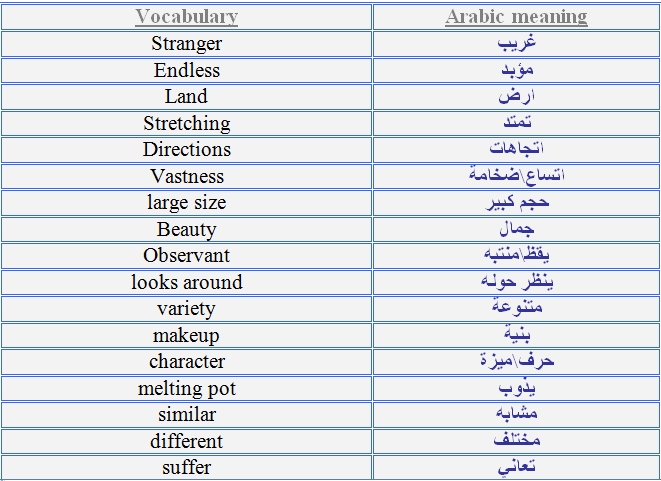 Vocabulary Arabic meaning
Stranger غريب
Endless مؤبد
Land ارض
Stretching تمتد
Directions اتجاهات
Vastness اتساع\ضخامة
large size حجم كبير
Beauty جمال
Observant يقظ\منتبه
looks around ينظر حوله
variety متنوعة
makeup بنية
character حرف\ميزة
melting pot يذوب
similar مشابه
different مختلف
suffer تعاني